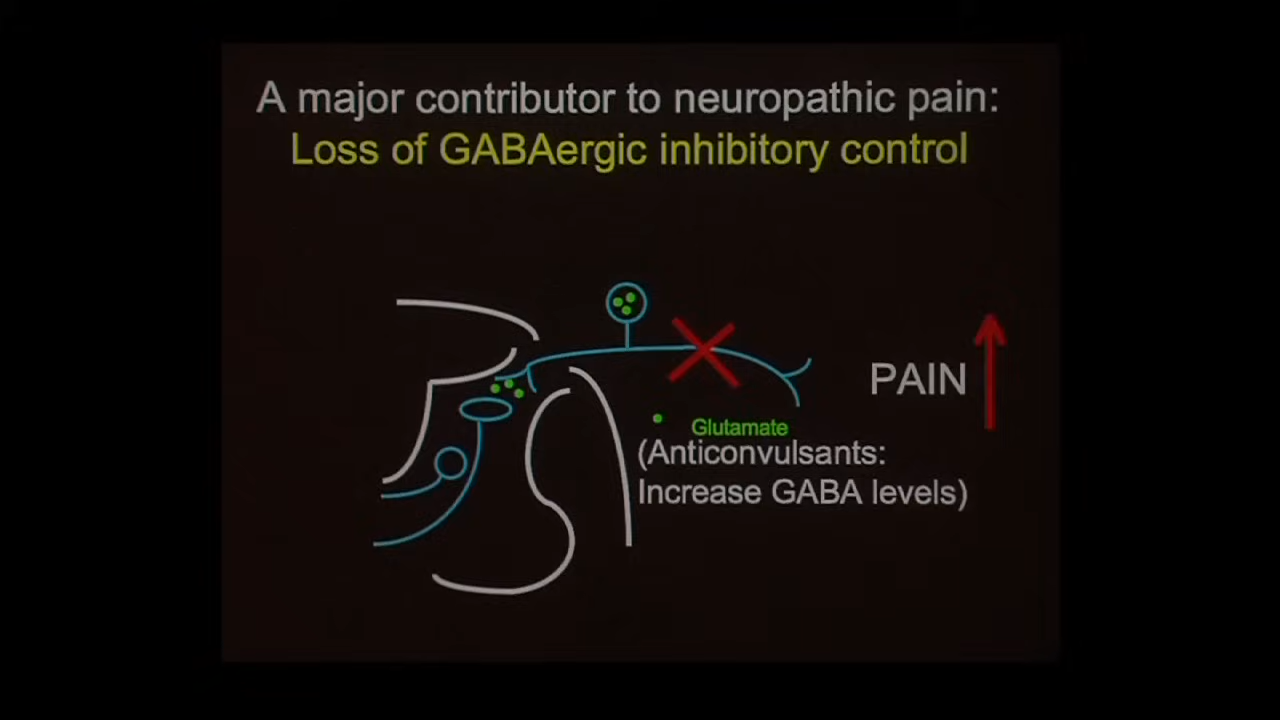 A major contributor to neuropathic pain:
Loss of GABAergic inhibitory control
PAIN
Glutamate
(Anticonvulsants:
Increase GABA levels)